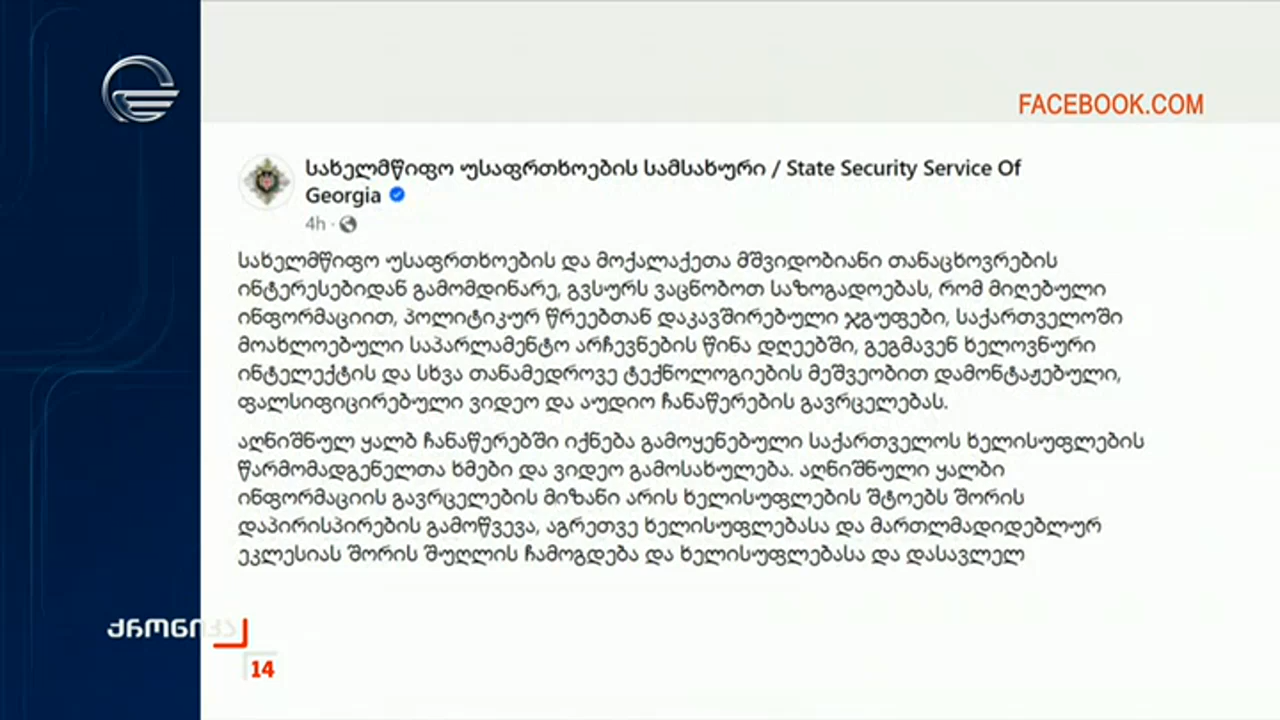 FACEBOOK.COM
სახელმწიფო უსაფრთხოების სამსახური / State Security Service Of
Georgia
4h ·
სახელმწიფო უსაფრთხოების და მოქალაქეთა მშვიდობიანი თანაცხოვრების
ინტერესებიდან გამომდინარე, გვსურს ვაცნობოთ საზოგადოებას, რომ მიღებული
ინფორმაციით, პოლიტიკურ წრეებთან დაკავშირებული ჯგუფები, საქართველოში
მოახლოებული საპარლამენტო არჩევნების წინა დღეებში, გეგმავენ ხელოვნური
ინტელექტის და სხვა თანამედროვე ტექნოლოგიების მეშვეობით დამონტაჟებული,
ფალსიფიცირებული ვიდეო და აუდიო ჩანაწერების გავრცელებას.
აღნიშნულ ყალბ ჩანაწერებში იქნება გამოყენებული საქართველოს ხელისუფლების
წარმომადგენელთა ხმები და ვიდეო გამოსახულება. აღნიშნული ყალბი
ინფორმაციის გავრცელების მიზანი არის ხელისუფლების შტოებს შორის
დაპირისპირების გამოწვევა, აგრეთვე ხელისუფლებასა და მართლმადიდებლურ
ეკლესიას შორის შუღლის ჩამოგდება და ხელისუფლებასა და დასავლელ
ქრონიკა
14